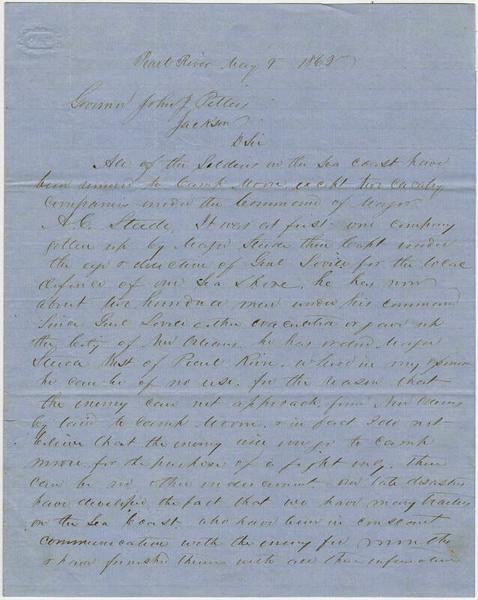 Pearl River May 9 1862
Governor John J Pettus
Jackson
D Sir
All of the Soldiers on the Sea coast have
been removed to Camp Moore except two cavalry
companies under the Command of Major
A. C. Steede, It was at first one company
gotten up by Major Steede then Capt under
the eye & direction of Genl Lovell for the local
defence of our Sea Shore, he has now
about two hundred men under his command
Since Genl Lovell either evacuated or gave up
the City of New Orleans he has ordered Major
Steede West of Pearl River, where in my opinion
he can be of no use, for the reason that
the enemy can not approach from New Orleans
by land to Camp Moore, & in fact I do not
believe that the enemy will ever go to Camp
Moore for the purpose of a fight only. There
can be no other inducement our late disasters
have developed the fact that we have many traitors
on the Sea Coast who have been in constant
communication with the enemy for months
& have furnished them with all the information